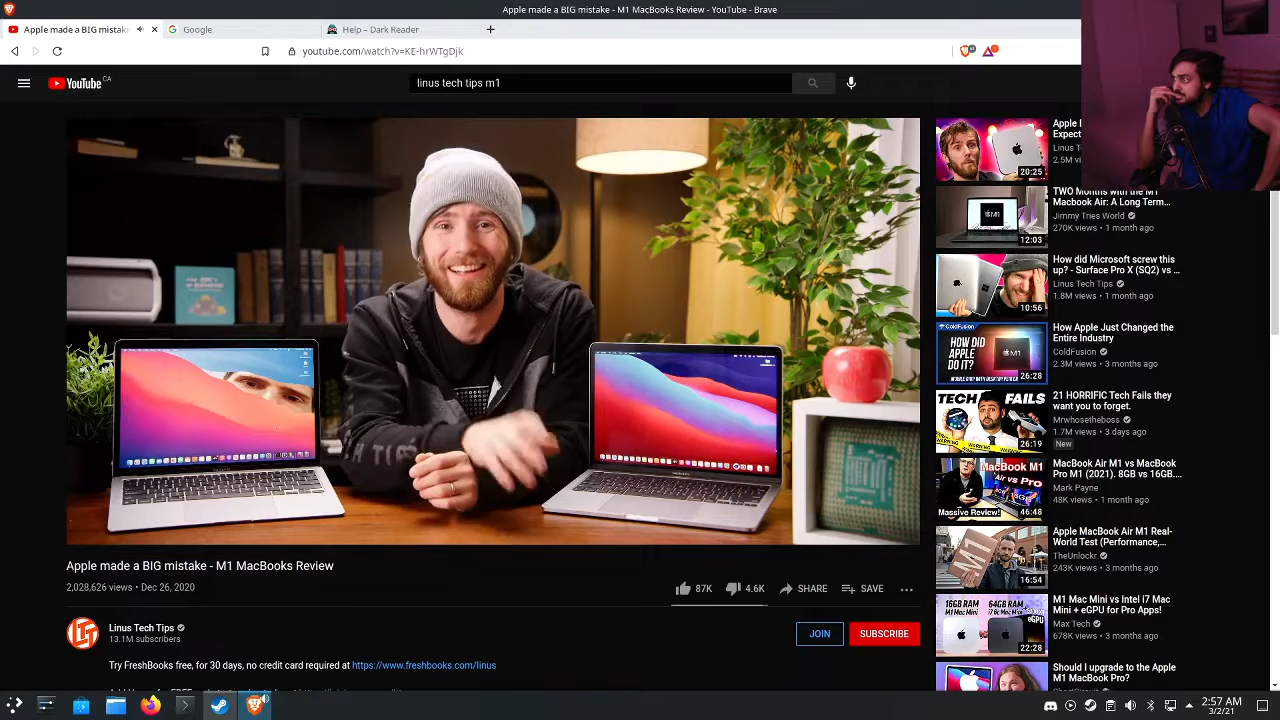 Apple made a BIG mistake - M1 MacBooks Review - YouTube - Brave
Apple made a BIG mistak
Google
Help – Dark Reader
youtube.com/watch?v=KE-hrWTgDjk
YouTube CA
linus tech tips m1
Apple
Expect
Linus T
2.5M v
20:25
TWO Months with the M1
Macbook Air: A Long Term...
Jimmy Tries World
270K views • 1 month ago
M1
12:03
How did Microsoft screw this
up? - Surface Pro X (SQ2) vs ...
Linus Tech Tips
1.8M views • 1 month ago
10:56
How Apple Just Changed the
Entire Industry
ColdFusion
2.3M views • 3 months ago
ColdFusion
HOW DID
APPLE
DO IT?
M1
26:28
21 HORRIFIC Tech Fails they
want you to forget.
Mrwhosetheboss
1.7M views • 3 days ago
New
TECH FAILS
26:19
MacBook Air M1 vs MacBook
Pro M1 (2021). 8GB vs 16GB....
Mark Payne
48K views • 1 month ago
MacBook M1
Air vs Pro
Massive Review!
46:48
Apple MacBook Air M1 Real-
World Test (Performance,...
TheUnlockr
243K views • 3 months ago
M1
16:54
M1 Mac Mini vs Intel i7 Mac
Mini + eGPU for Pro Apps!
Max Tech
678K views • 3 months ago
16GB RAM
M1 Mac Mini
64GB RAM
i7 Mac Mini
eGPU
22:28
Should I upgrade to the Apple
M1 MacBook Pro?
Apple made a BIG mistake - M1 MacBooks Review
2,028,626 views • Dec 26, 2020
87K
4.6K
SHARE
SAVE
Linus Tech Tips
13.1M subscribers
JOIN
SUBSCRIBE
Try FreshBooks free, for 30 days, no credit card required at https://www.freshbooks.com/linus
2:57 AM
3/2/21